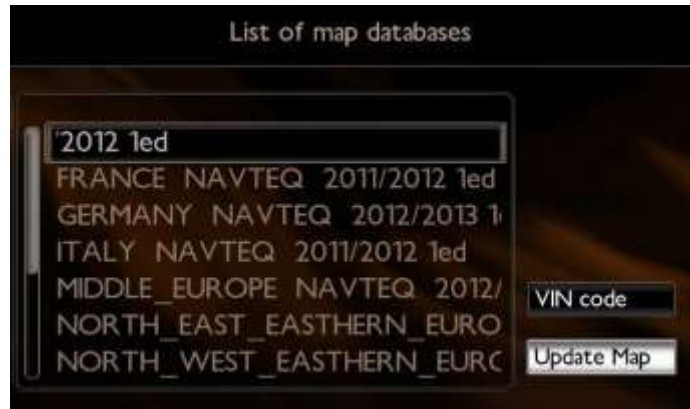 List of map databases
'2012 1ed
FRANCE NAVTEQ 2011/2012 1ed
GERMANY NAVTEQ 2012/2013 1
ITALY NAVTEQ 2011/2012 1ed
MIDDLE_EUROPE NAVTEQ 2012/
NORTH_EAST_EASTHERN_EURO
NORTH_WEST_EASTHERN_EURC
VIN code
Update Map